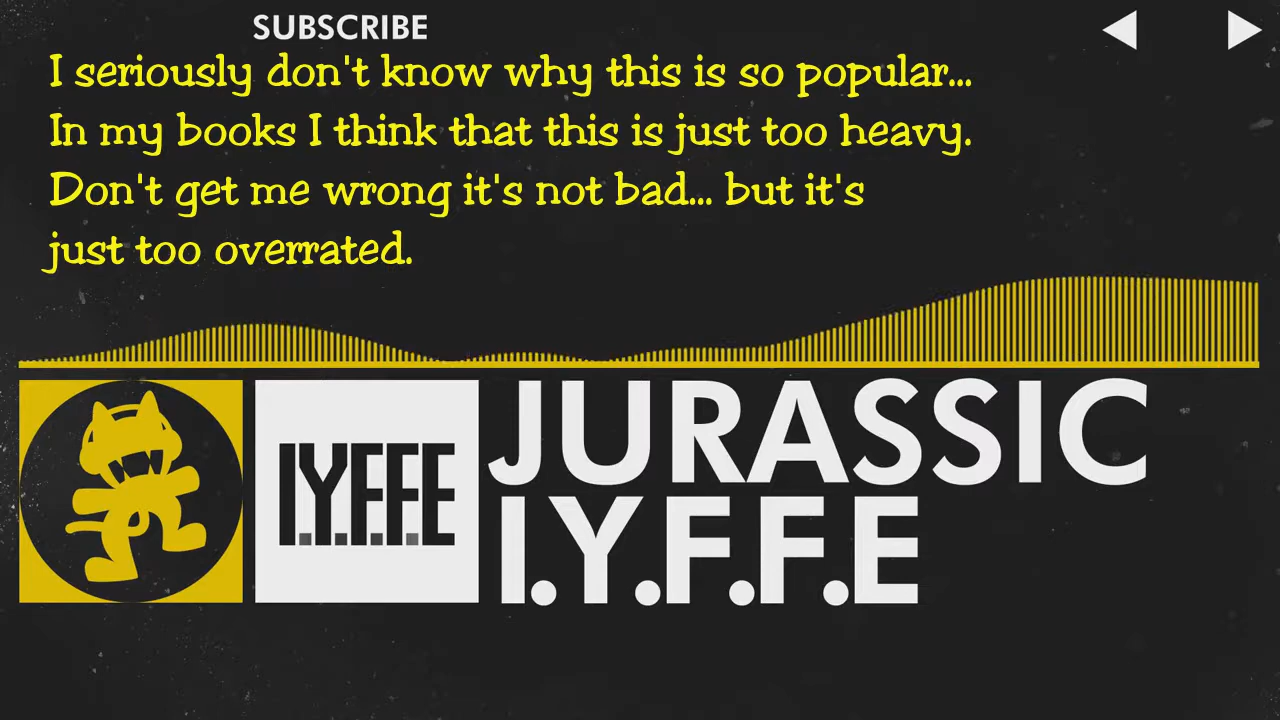 SUBSCRIBE
I seriously don't know why this is so popular...
In my books I think that this is just too heavy.
Don't get me wrong it's not bad... but it's
just too overrated.
I.Y.F.F.E
JURASSIC
I.Y.F.F.E